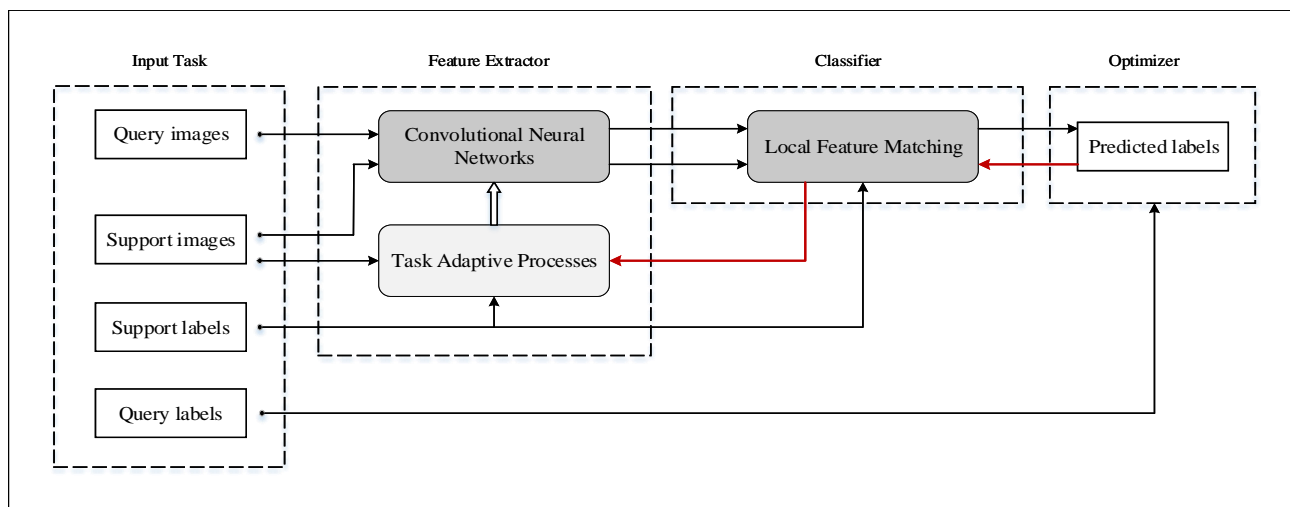 Input Task
Feature Extractor
Classifier
Optimizer
Query images
Convolutional Neural
Networks
Local Feature Matching
Predicted labels
Support images
Task Adaptive Processes
Support labels
Query labels